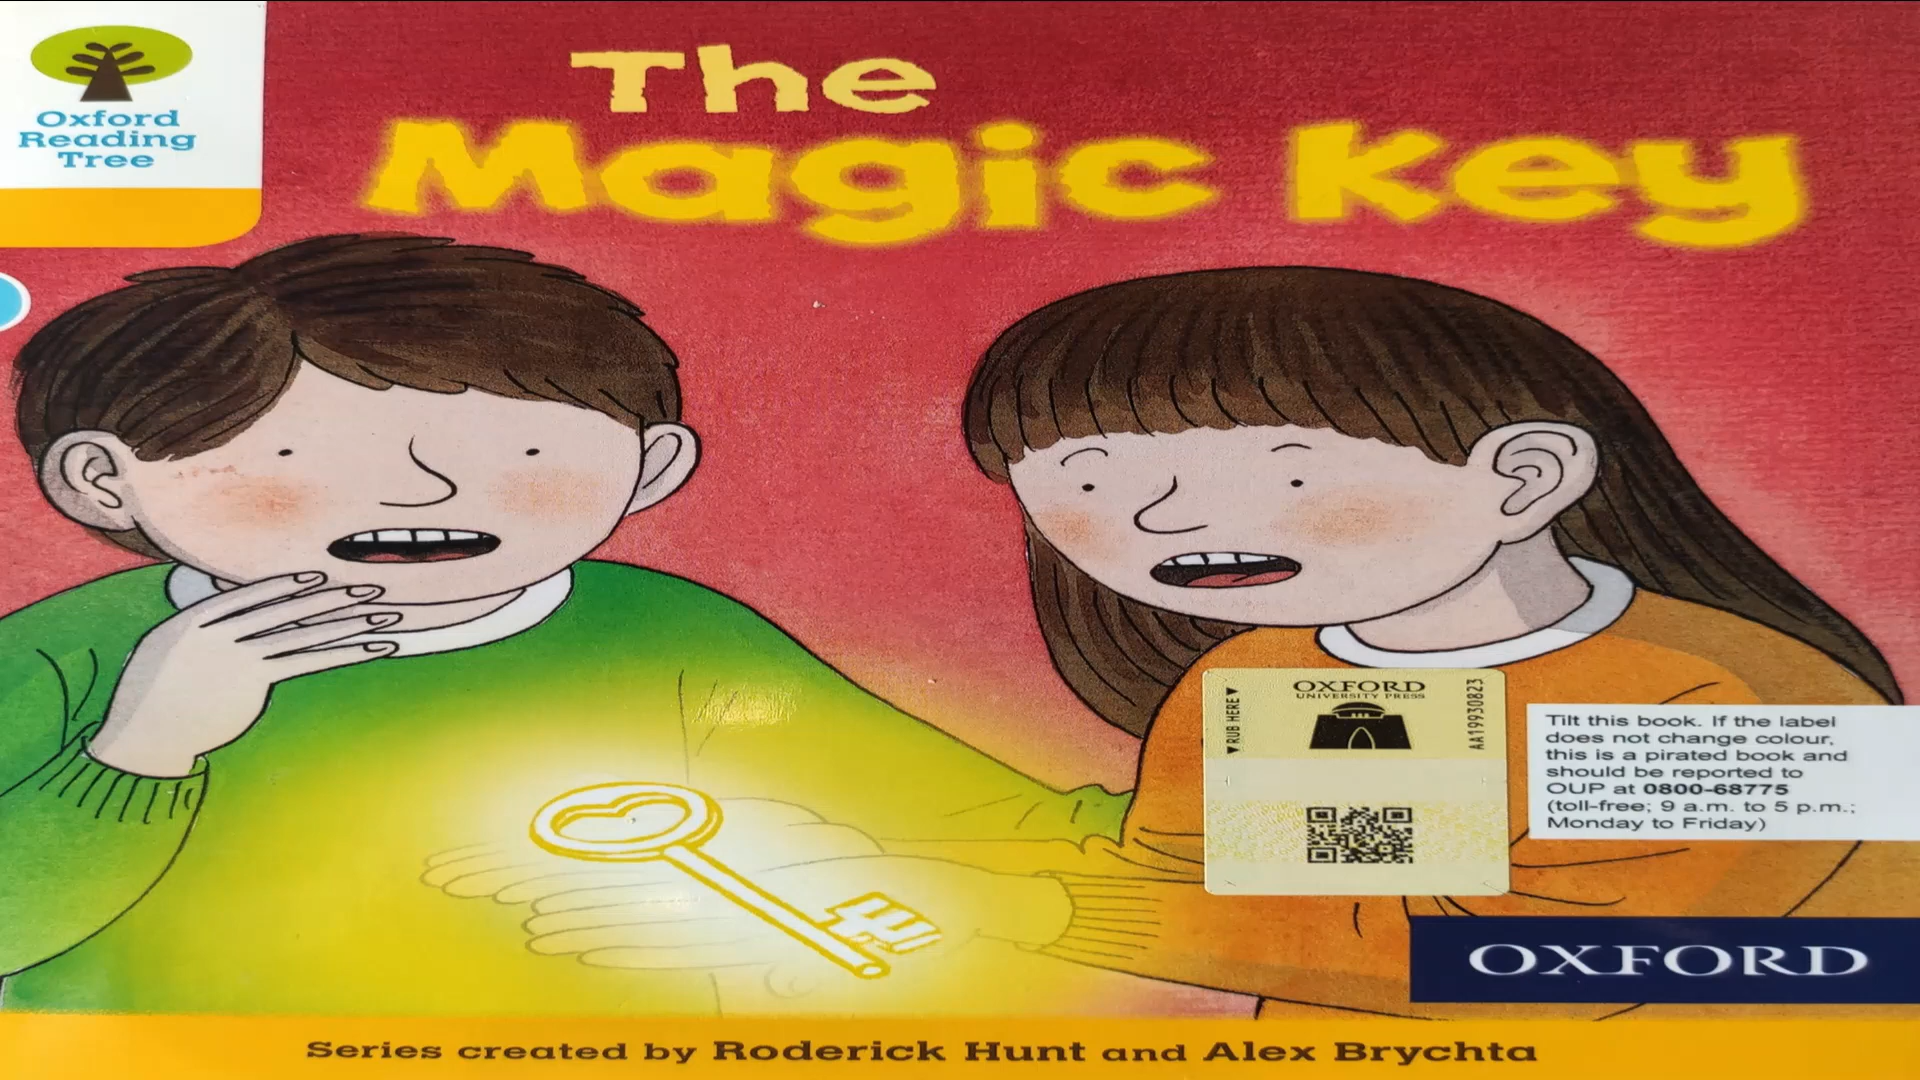 Oxford
Reading
Tree
The
Magic Key
OXFORD
UNIVERSITY PRESS
▼RUB HERE▼
AA19930823
Tilt this book. If the label
does not change colour,
this is a pirated book and
should be reported to
OUP at 0800-68775
(toll-free; 9 a.m. to 5 p.m.;
Monday to Friday)
OXFORD
Series created by Roderick Hunt and Alex Brychta